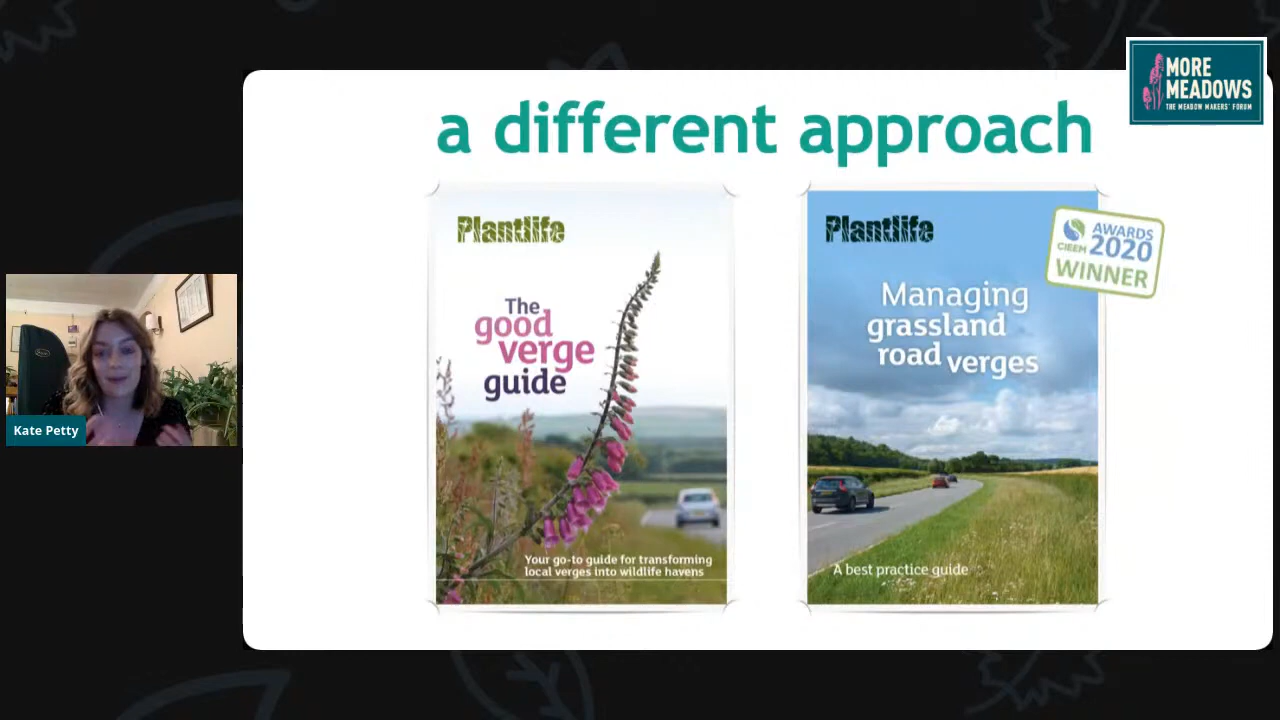 MORE
MEADOWS
THE MEADOW MAKERS' FORUM
a different approach
Plantlife
The
good
verge
guide
Your go-to guide for transforming
local verges into wildlife havens
Plantlife
CIEEM AWARDS
2020
WINNER
Managing
grassland
road verges
A best practice guide
Kate Petty